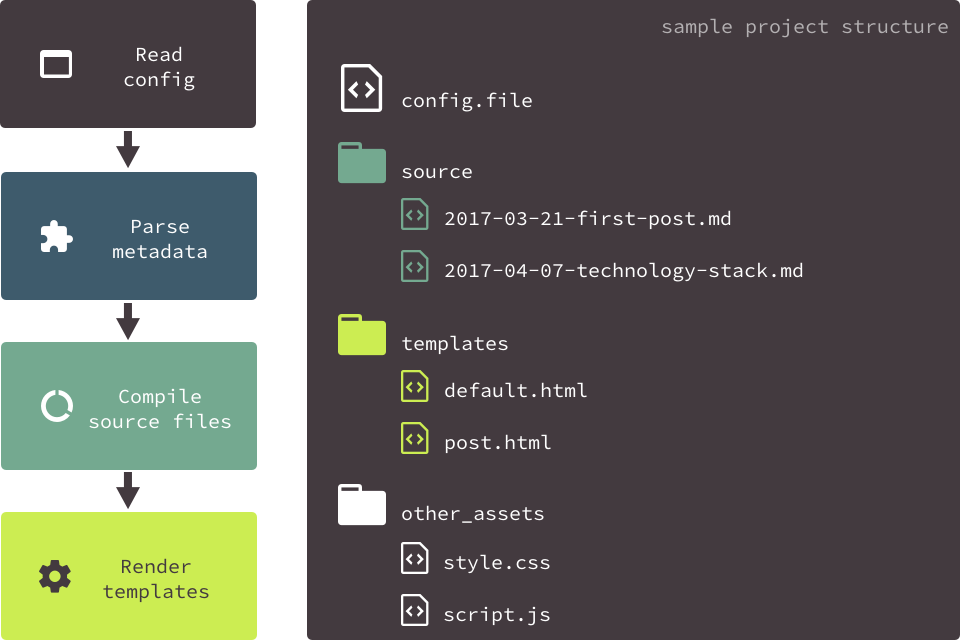 Read
config
Parse
metadata
Compile
source files
Render
templates
sample project structure
config.file
source
2017-03-21-first-post.md
2017-04-07-technology-stack.md
templates
default.html
post.html
other_assets
style.css
script.js